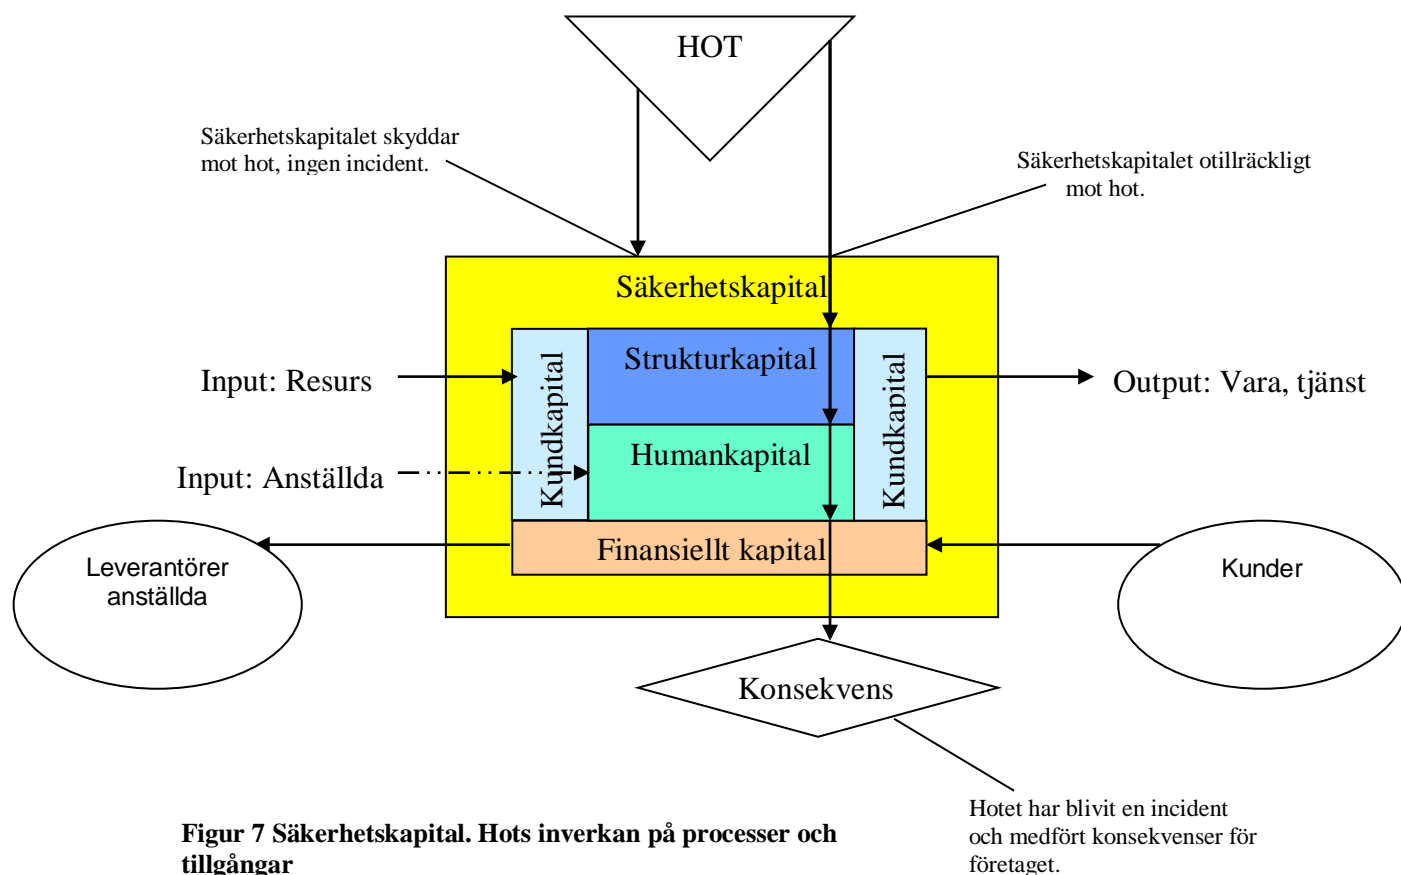 HOT
Säkerhetskapitalet skyddar
mot hot, ingen incident.
Säkerhetskapitalet otillräckligt
mot hot.
Säkerhetskapital
Kundkapital
Strukturkapital
Kundkapital
Input: Resurs
Output: Vara, tjänst
Humankapital
Input: Anställda
Finansiellt kapital
Leverantörer
anställda
Kunder
Konsekvens
Hotet har blivit en incident
och medfört konsekvenser för
företaget.
Figur 7 Säkerhetskapital. Hots inverkan på processer och
tillgångar